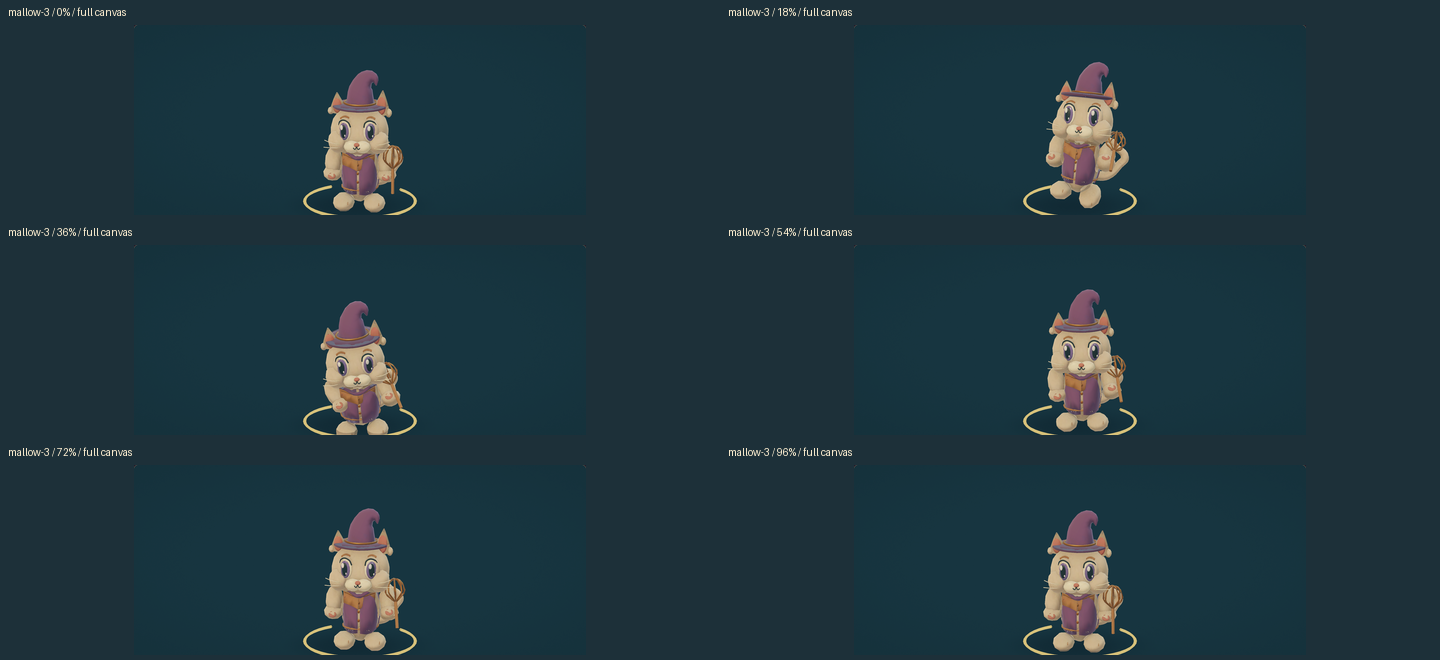 mallow-3 / 0% / full canvas
mallow-3 / 18% / full canvas
mallow-3 / 36% / full canvas
mallow-3 / 54% / full canvas
mallow-3 / 72% / full canvas
mallow-3 / 96% / full canvas